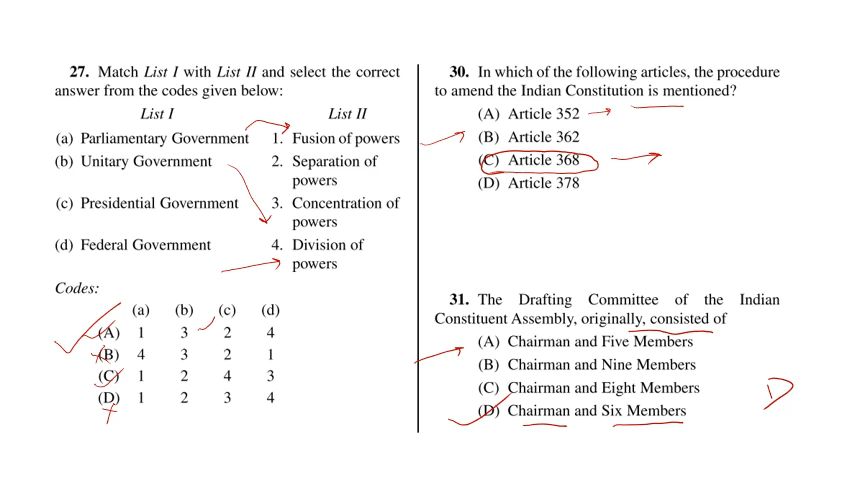 27. Match List I with List II and select the correct
answer from the codes given below:
List I List II
(a) Parliamentary Government 1. Fusion of powers
(b) Unitary Government 2. Separation of
powers
(c) Presidential Government 3. Concentration of
powers
(d) Federal Government 4. Division of
powers
Codes:
(a) (b) (c) (d)
(A) 1 3 2 4
(B) 4 3 2 1
(C) 1 2 4 3
(D) 1 2 3 4
30. In which of the following articles, the procedure
to amend the Indian Constitution is mentioned?
(A) Article 352
(B) Article 362
(C) Article 368
(D) Article 378
31. The Drafting Committee of the Indian
Constituent Assembly, originally, consisted of
(A) Chairman and Five Members
(B) Chairman and Nine Members
(C) Chairman and Eight Members
(D) Chairman and Six Members
D